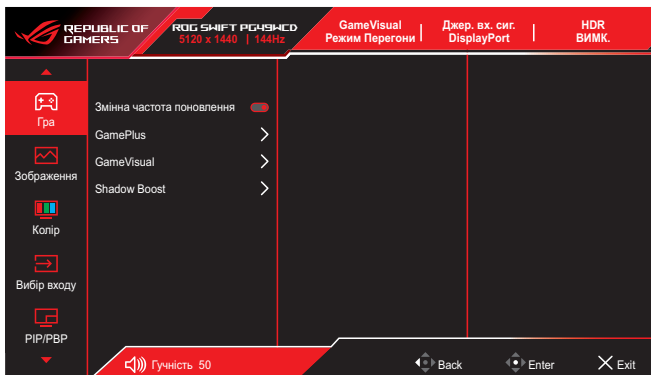 REPUBLIC OF
GAMERS
ROG SWIFT PG49WCD
5120 x 1440 | 144Hz
GameVisual
Режим Перегони
Джер. вх. сиг.
DisplayPort
HDR
ВИМК.
Гра
Зображення
Колір
Вибір входу
PIP/PBP
Змінна частота поновлення
GamePlus
GameVisual
Shadow Boost
Гучність 50
Back
Enter
Exit